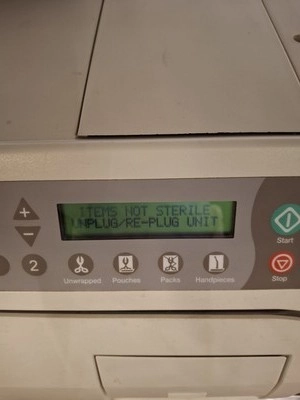 ITEMS NOT STERILE
UNPLUG/RE-PLUG UNIT
+
-
2
Start
Unwrapped Pouches Packs Handpieces Stop